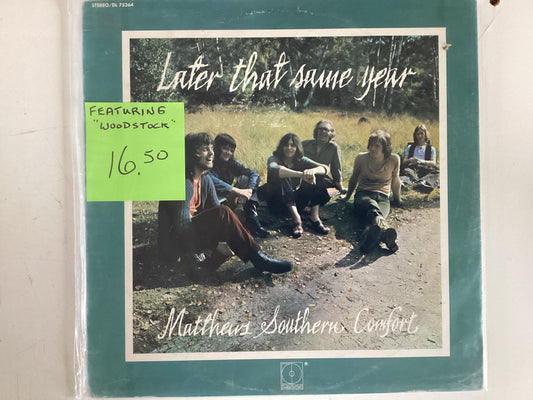 STEREO/DL 75264
Later that same year
FEATURING
"WOODSTOCK"
16.50
Matthews Southern Comfort